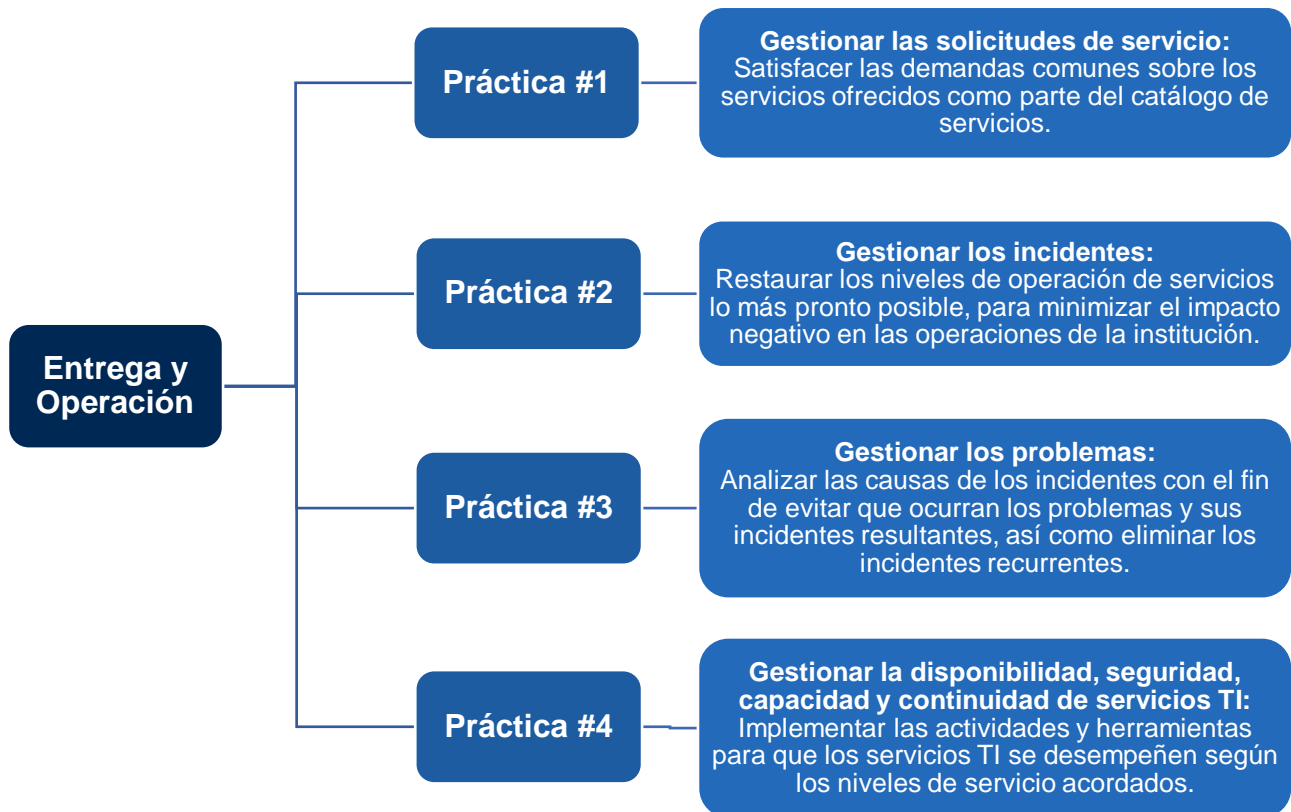 Entrega y
Operación
Práctica #1
Gestionar las solicitudes de servicio:
Satisfacer las demandas comunes sobre los
servicios ofrecidos como parte del catálogo de
servicios.
Práctica #2
Gestionar los incidentes:
Restaurar los niveles de operación de servicios
lo más pronto posible, para minimizar el impacto
negativo en las operaciones de la institución.
Práctica #3
Gestionar los problemas:
Analizar las causas de los incidentes con el fin
de evitar que ocurran los problemas y sus
incidentes resultantes, así como eliminar los
incidentes recurrentes.
Práctica #4
Gestionar la disponibilidad, seguridad,
capacidad y continuidad de servicios TI:
Implementar las actividades y herramientas
para que los servicios TI se desempeñen según
los niveles de servicio acordados.